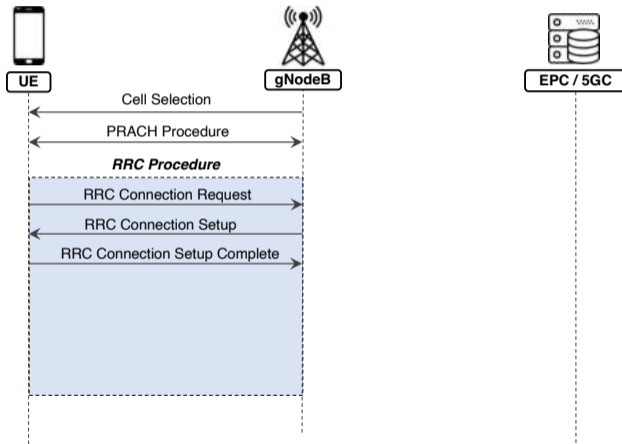 UE
gNodeB
EPC / 5GC
Cell Selection
PRACH Procedure
RRC Procedure
RRC Connection Request
RRC Connection Setup
RRC Connection Setup Complete